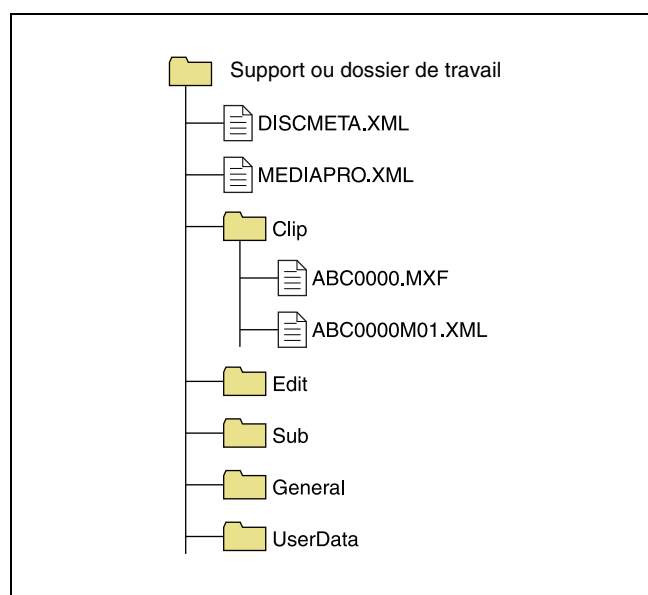 Support ou dossier de travail
DISCMETA.XML
MEDIAPRO.XML
Clip
ABC0000.MXF
ABC0000M01.XML
Edit
Sub
General
UserData